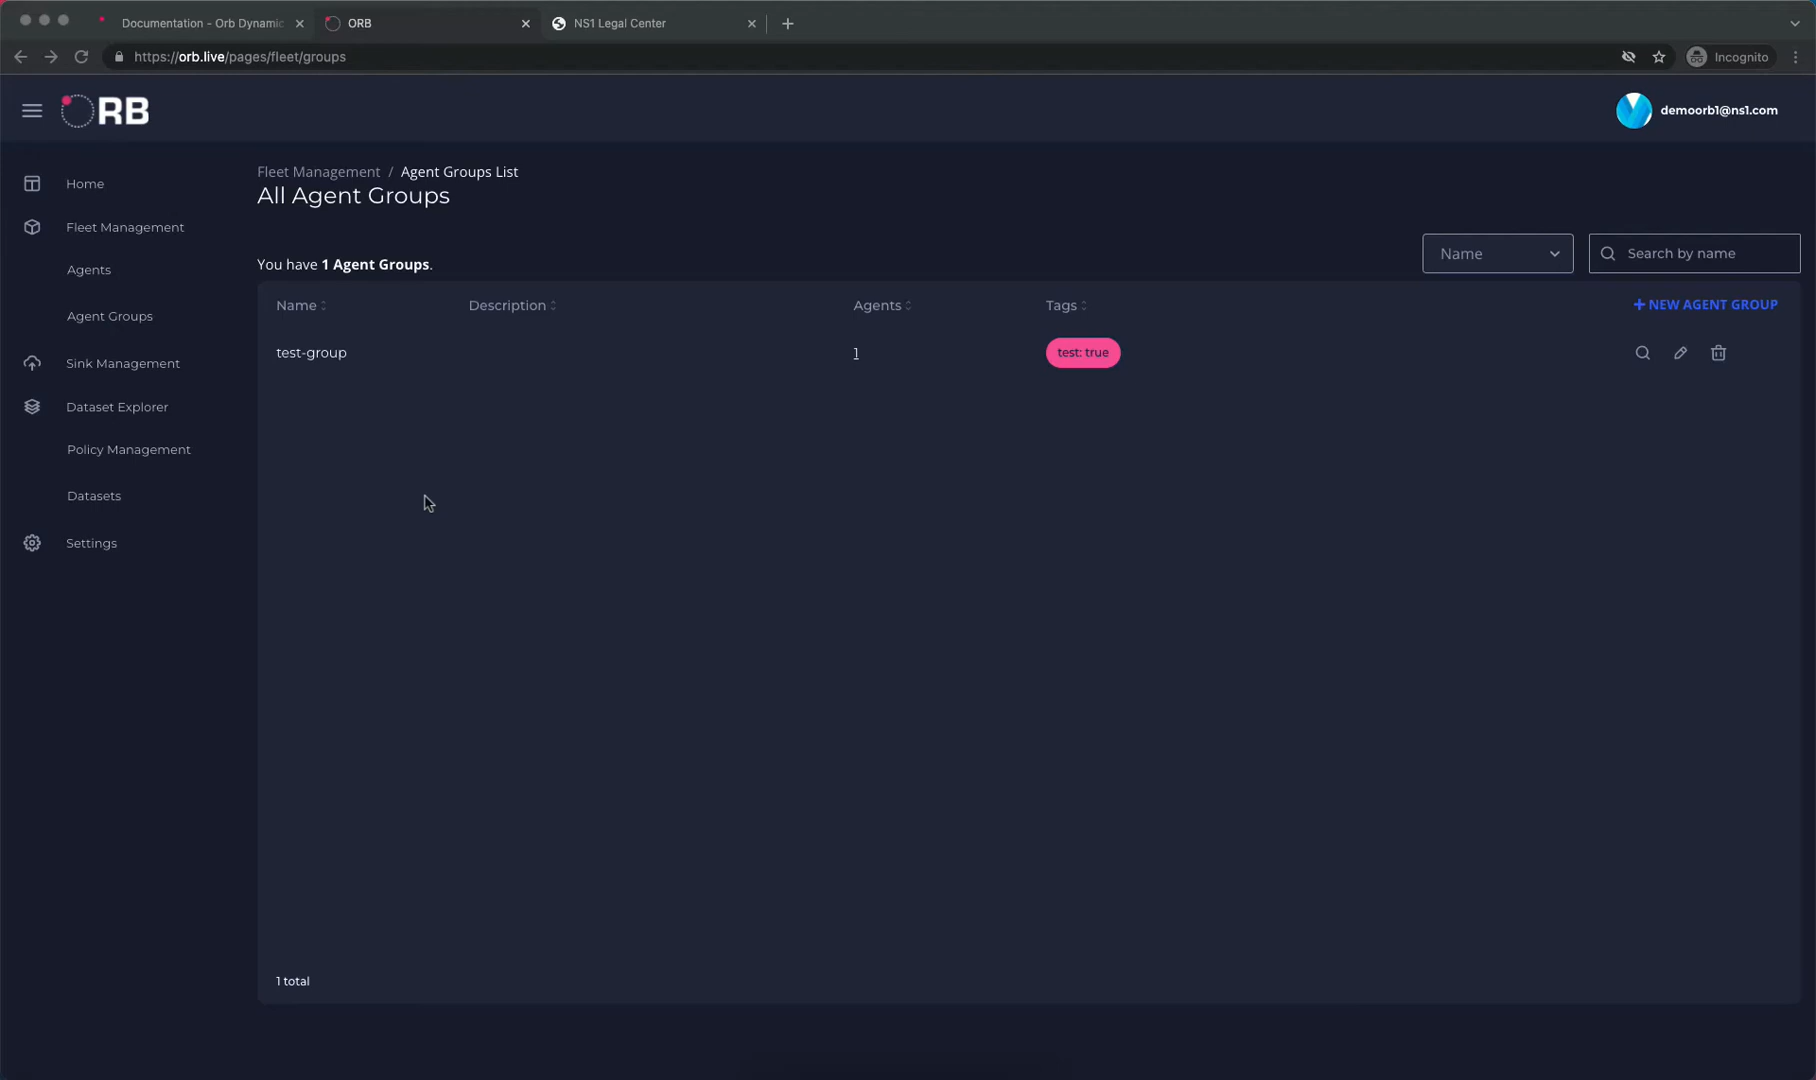 Documentation - Orb Dynamic
ORB
NS1 Legal Center
https://orb.live/pages/fleet/groups
Incognito
ORB
demoorb1@ns1.com
Home
Fleet Management
Agents
Agent Groups
Sink Management
Dataset Explorer
Policy Management
Datasets
Settings
Fleet Management / Agent Groups List
All Agent Groups
You have 1 Agent Groups.
Name
Search by name
Name Description Agents Tags + NEW AGENT GROUP
test-group 1 test: true
1 total